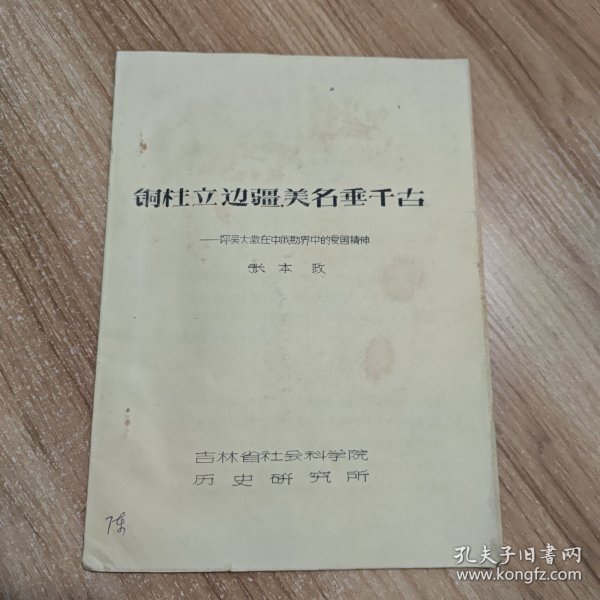 铜柱立边疆美名垂千古
——评吴大澂在中俄勘界中的爱国精神
张本政
吉林省社会科学院
历史研究所
孔夫子旧书网
www.kongfz.com